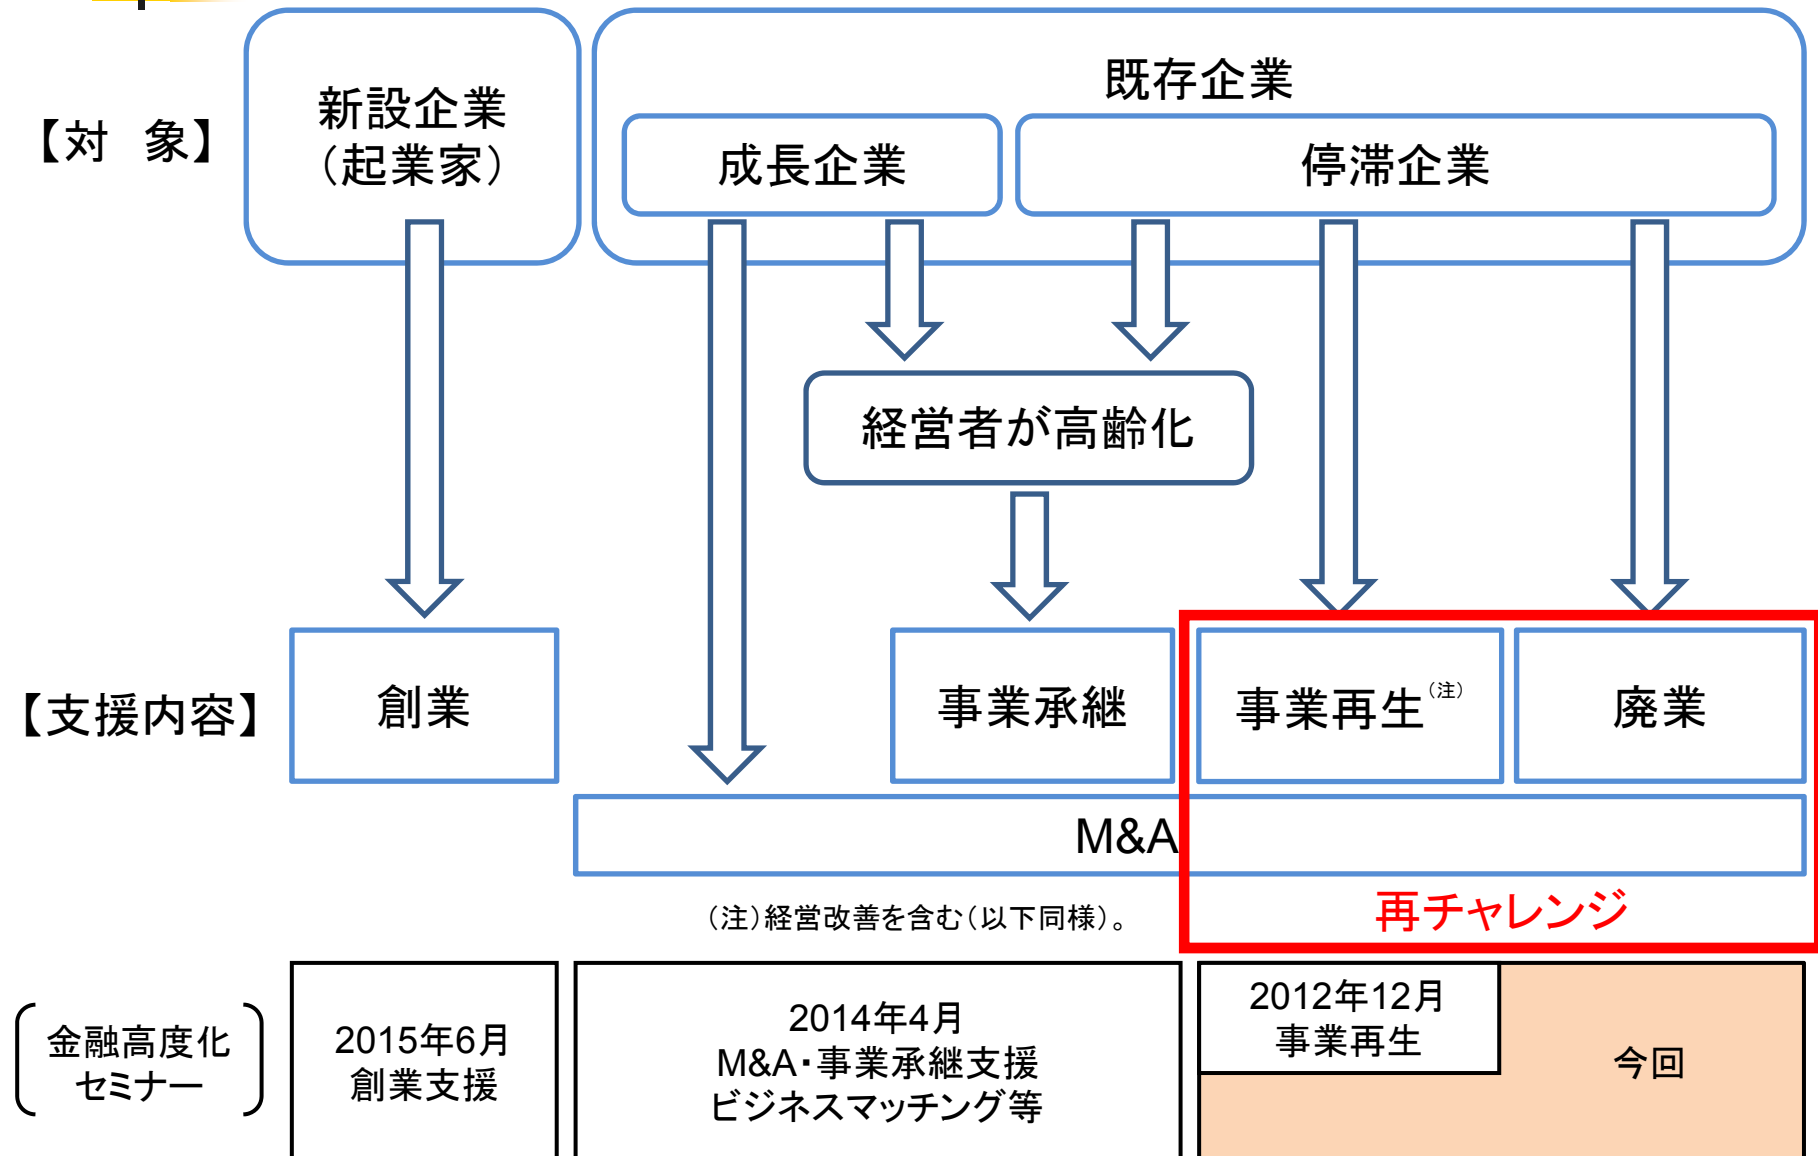 【対　象】
新設企業
（起業家）
既存企業
成長企業
停滞企業
経営者が高齢化
【支援内容】
創業
事業承継
事業再生（注）
廃業
M&A
（注）経営改善を含む（以下同様）。
再チャレンジ
金融高度化
セミナー
2015年6月
創業支援
2014年4月
M&A・事業承継支援
ビジネスマッチング等
2012年12月
事業再生
今回